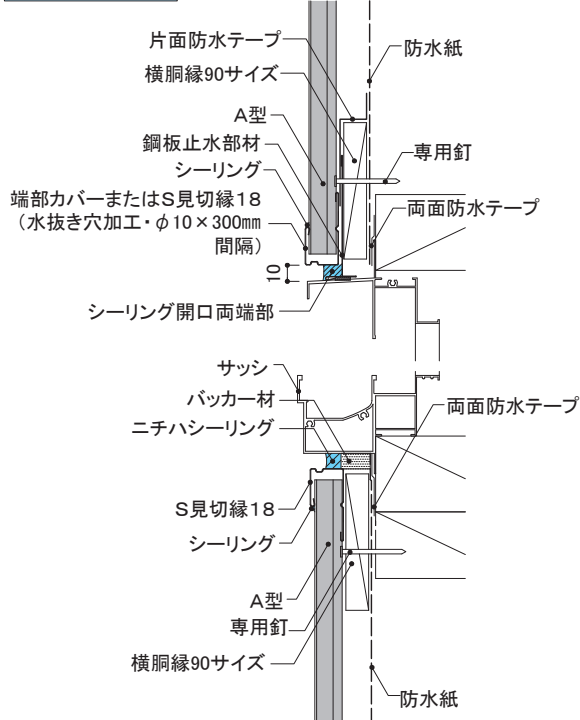 片面防水テープ
防水紙
横胴縁90サイズ
A型
鋼板止水部材
専用釘
シーリング
端部カバーまたはS見切縁18
（水抜き穴加工・φ10×300㎜
間隔）
両面防水テープ
10
シーリング開口両端部
サッシ
バッカー材
両面防水テープ
ニチハシーリング
S見切縁18
シーリング
A型
専用釘
横胴縁90サイズ
防水紙